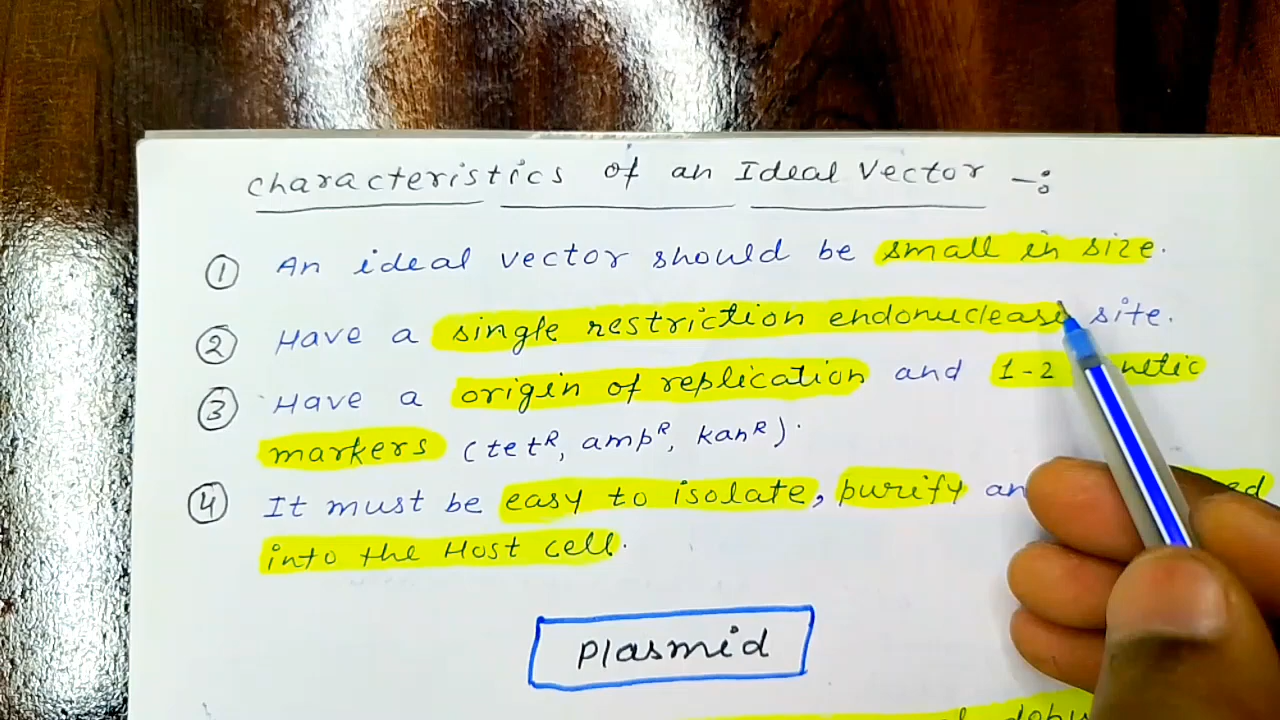 Characteristics of an Ideal Vector -:
① An ideal vector should be small in size.
② Have a single restriction endonuclease site.
③ Have a origin of replication and 1-2
markers (tetᴿ, ampᴿ, kanᴿ).
④ It must be easy to isolate, purify
into the Host cell.
Plasmid